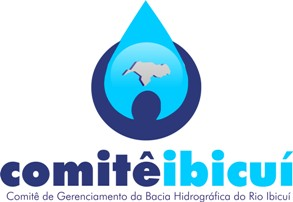 comitêibicuí
Comitê de Gerenciamento da Bacia Hidrográfica do Rio Ibicuí